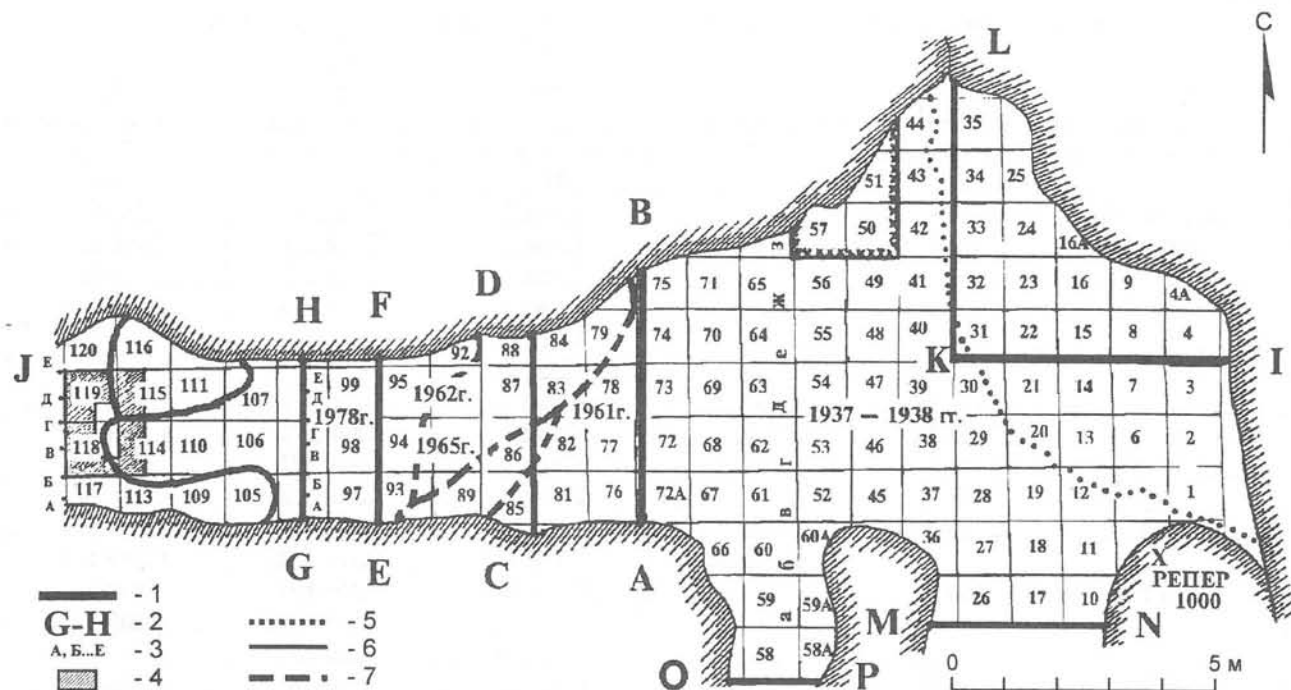 С
L
44 35
51 43 34 25
B
57 50 42 33 24 16А
з
75 71 65 56 49 41 32 23 16 9 4А
ж
D
H F
79
J 120 116 92 88 84 74 70 64 55 48 40 31 22 15 8 4
Е
е
K I
119 115 111 107 Е 99 95 1962г. 87 83 78 73 69 63 54 47 39 30 21 14 7 3
Д Д
1978г. 1961г. д 1937 – 1938 гг.
Г Г
118 114 110 106 98 94 1965г. 86 82 77 72 68 62 53 46 38 29 20 13 6 2
В В
г
Б Б
117 113 109 105 97 93 89 85 81 76 72А 67 61 52 45 37 28 19 12 1
А А
в
66 60 60А 36 27 18 11
б
G E C A
X
РЕПЕР
1000
59 59А 26 17 10
а
M N
58 58А
O P
0 5 м
- 1
G-H - 2
А, Б...Е - 3
- 4
- 5
- 6
- 7